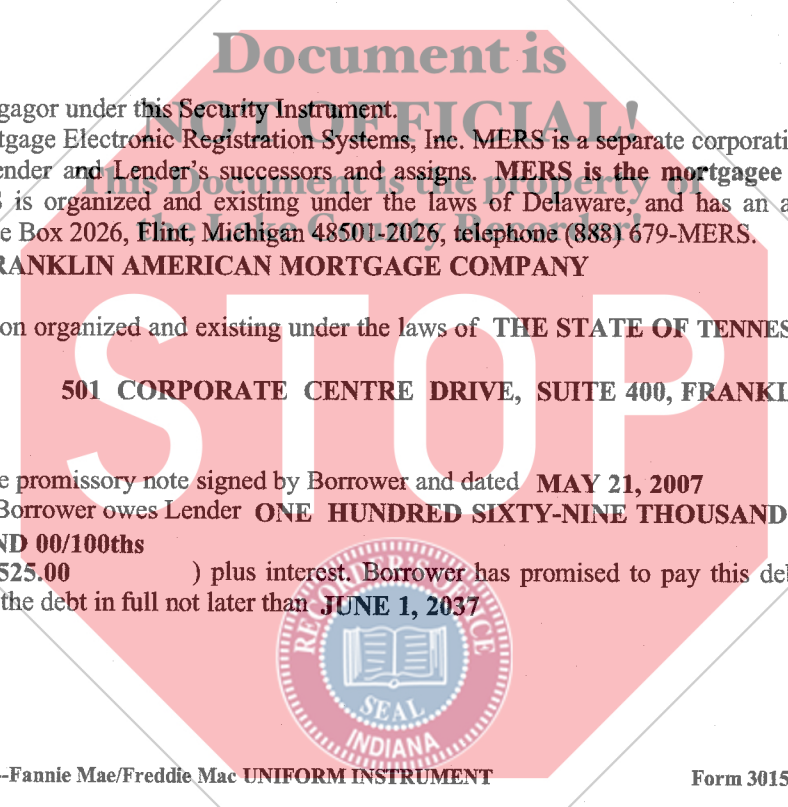 Document is
gagor under this Security Instrument.
NOT OFFICIAL!
tgage Electronic Registration Systems, Inc. MERS is a separate corporati
ender and Lender's successors and assigns. MERS is the mortgagee
This Document is the property of
S is organized and existing under the laws of Delaware, and has an a
the Lake County Recorder!
e Box 2026, Flint, Michigan 48501-2026, telephone (888) 679-MERS.
RANKLIN AMERICAN MORTGAGE COMPANY
STOP
on organized and existing under the laws of THE STATE OF TENNES
501 CORPORATE CENTRE DRIVE, SUITE 400, FRANKL
e promissory note signed by Borrower and dated MAY 21, 2007
Borrower owes Lender ONE HUNDRED SIXTY-NINE THOUSAND
ND 00/100ths
525.00 ) plus interest. Borrower has promised to pay this de
the debt in full not later than JUNE 1, 2037
RECORDER'S OFFICE
SEAL
INDIANA
--Fannie Mae/Freddie Mac UNIFORM INSTRUMENT
Form 3015